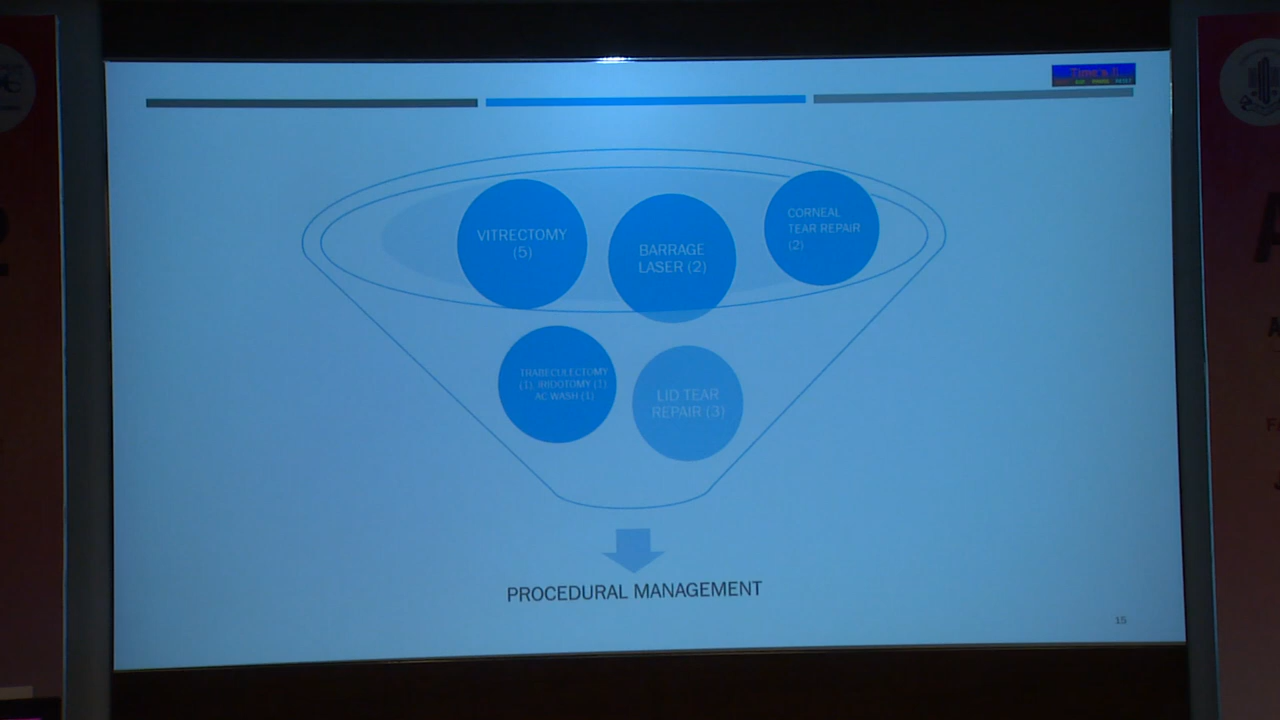 VITRECTOMY
(5)
BARRAGE
LASER (2)
CORNEAL
TEAR REPAIR
(2)
TRABECULECTOMY
(1), IRIDOTOMY (1)
AC WASH (1)
LID TEAR
REPAIR (3)
PROCEDURAL MANAGEMENT
15